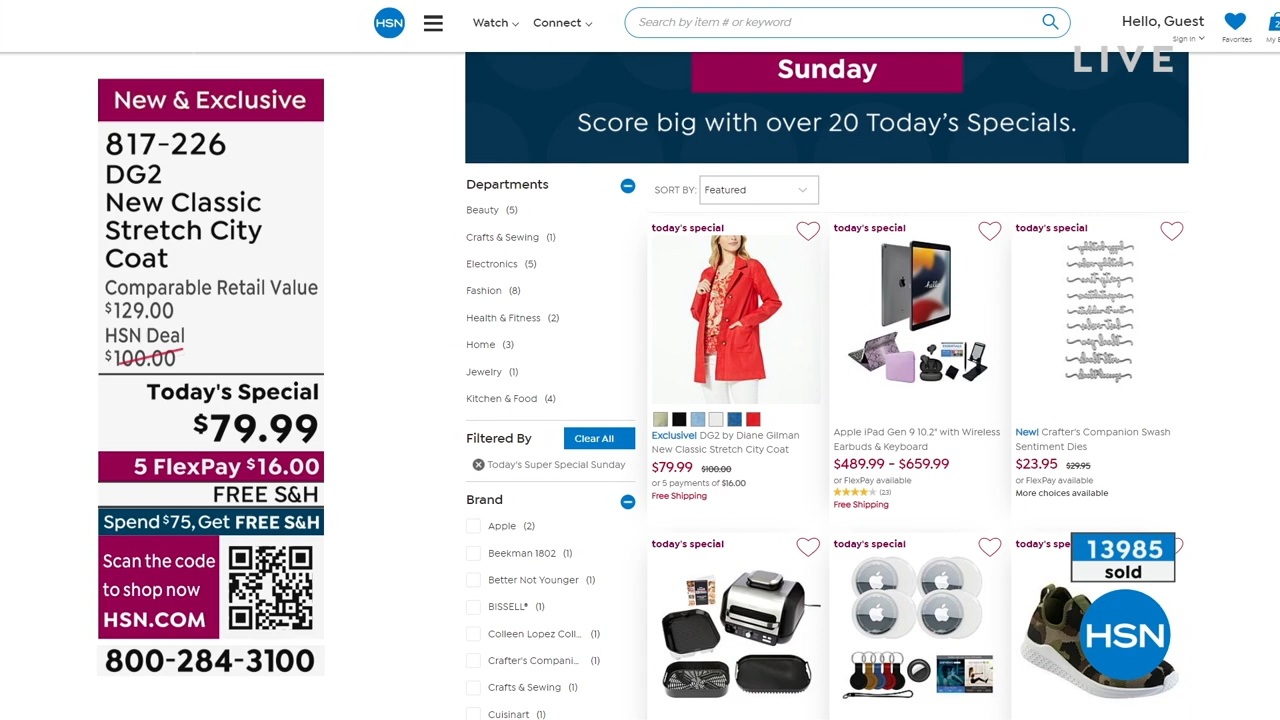 HSN
Watch
Connect
Search by item # or keyword
Hello, Guest
Sign In
Favorites
LIVE
New & Exclusive
817-226
DG2
New Classic
Stretch City
Coat
Comparable Retail Value
$129.00
HSN Deal
$100.00
Today's Special
$79.99
5 FlexPay $16.00
FREE S&H
Spend $75, Get FREE S&H
Scan the code
to shop now
HSN.COM
800-284-3100
Sunday
Score big with over 20 Today's Specials.
Departments
Beauty (5)
Crafts & Sewing (1)
Electronics (5)
Fashion (8)
Health & Fitness (2)
Home (3)
Jewelry (1)
Kitchen & Food (4)
Filtered By
Clear All
Today's Super Special Sunday
Brand
Apple (2)
Beekman 1802 (1)
Better Not Younger (1)
BISSELL® (1)
Colleen Lopez Coll... (1)
Crafter's Compani... (1)
Crafts & Sewing (1)
Cuisinart (1)
SORT BY: Featured
today's special
Exclusive! DG2 by Diane Gilman
New Classic Stretch City Coat
$79.99 $100.00
or 5 payments of $16.00
Free Shipping
today's special
Apple iPad Gen 9 10.2" with Wireless
Earbuds & Keyboard
$489.99 - $659.99
or FlexPay available
(23)
Free Shipping
today's special
New! Crafter's Companion Swash
Sentiment Dies
$23.95 $29.95
or FlexPay available
More choices available
today's special
today's special
today's spe
13985
sold
HSN